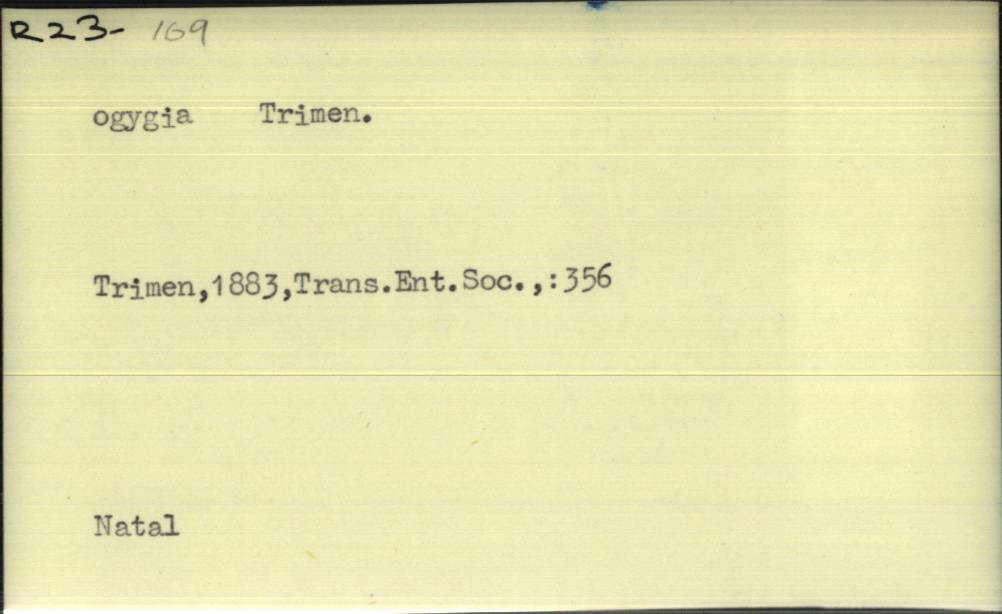 R23- 169
ogygia Trimen.
Trimen,1883,Trans.Ent.Soc.,:356
Natal